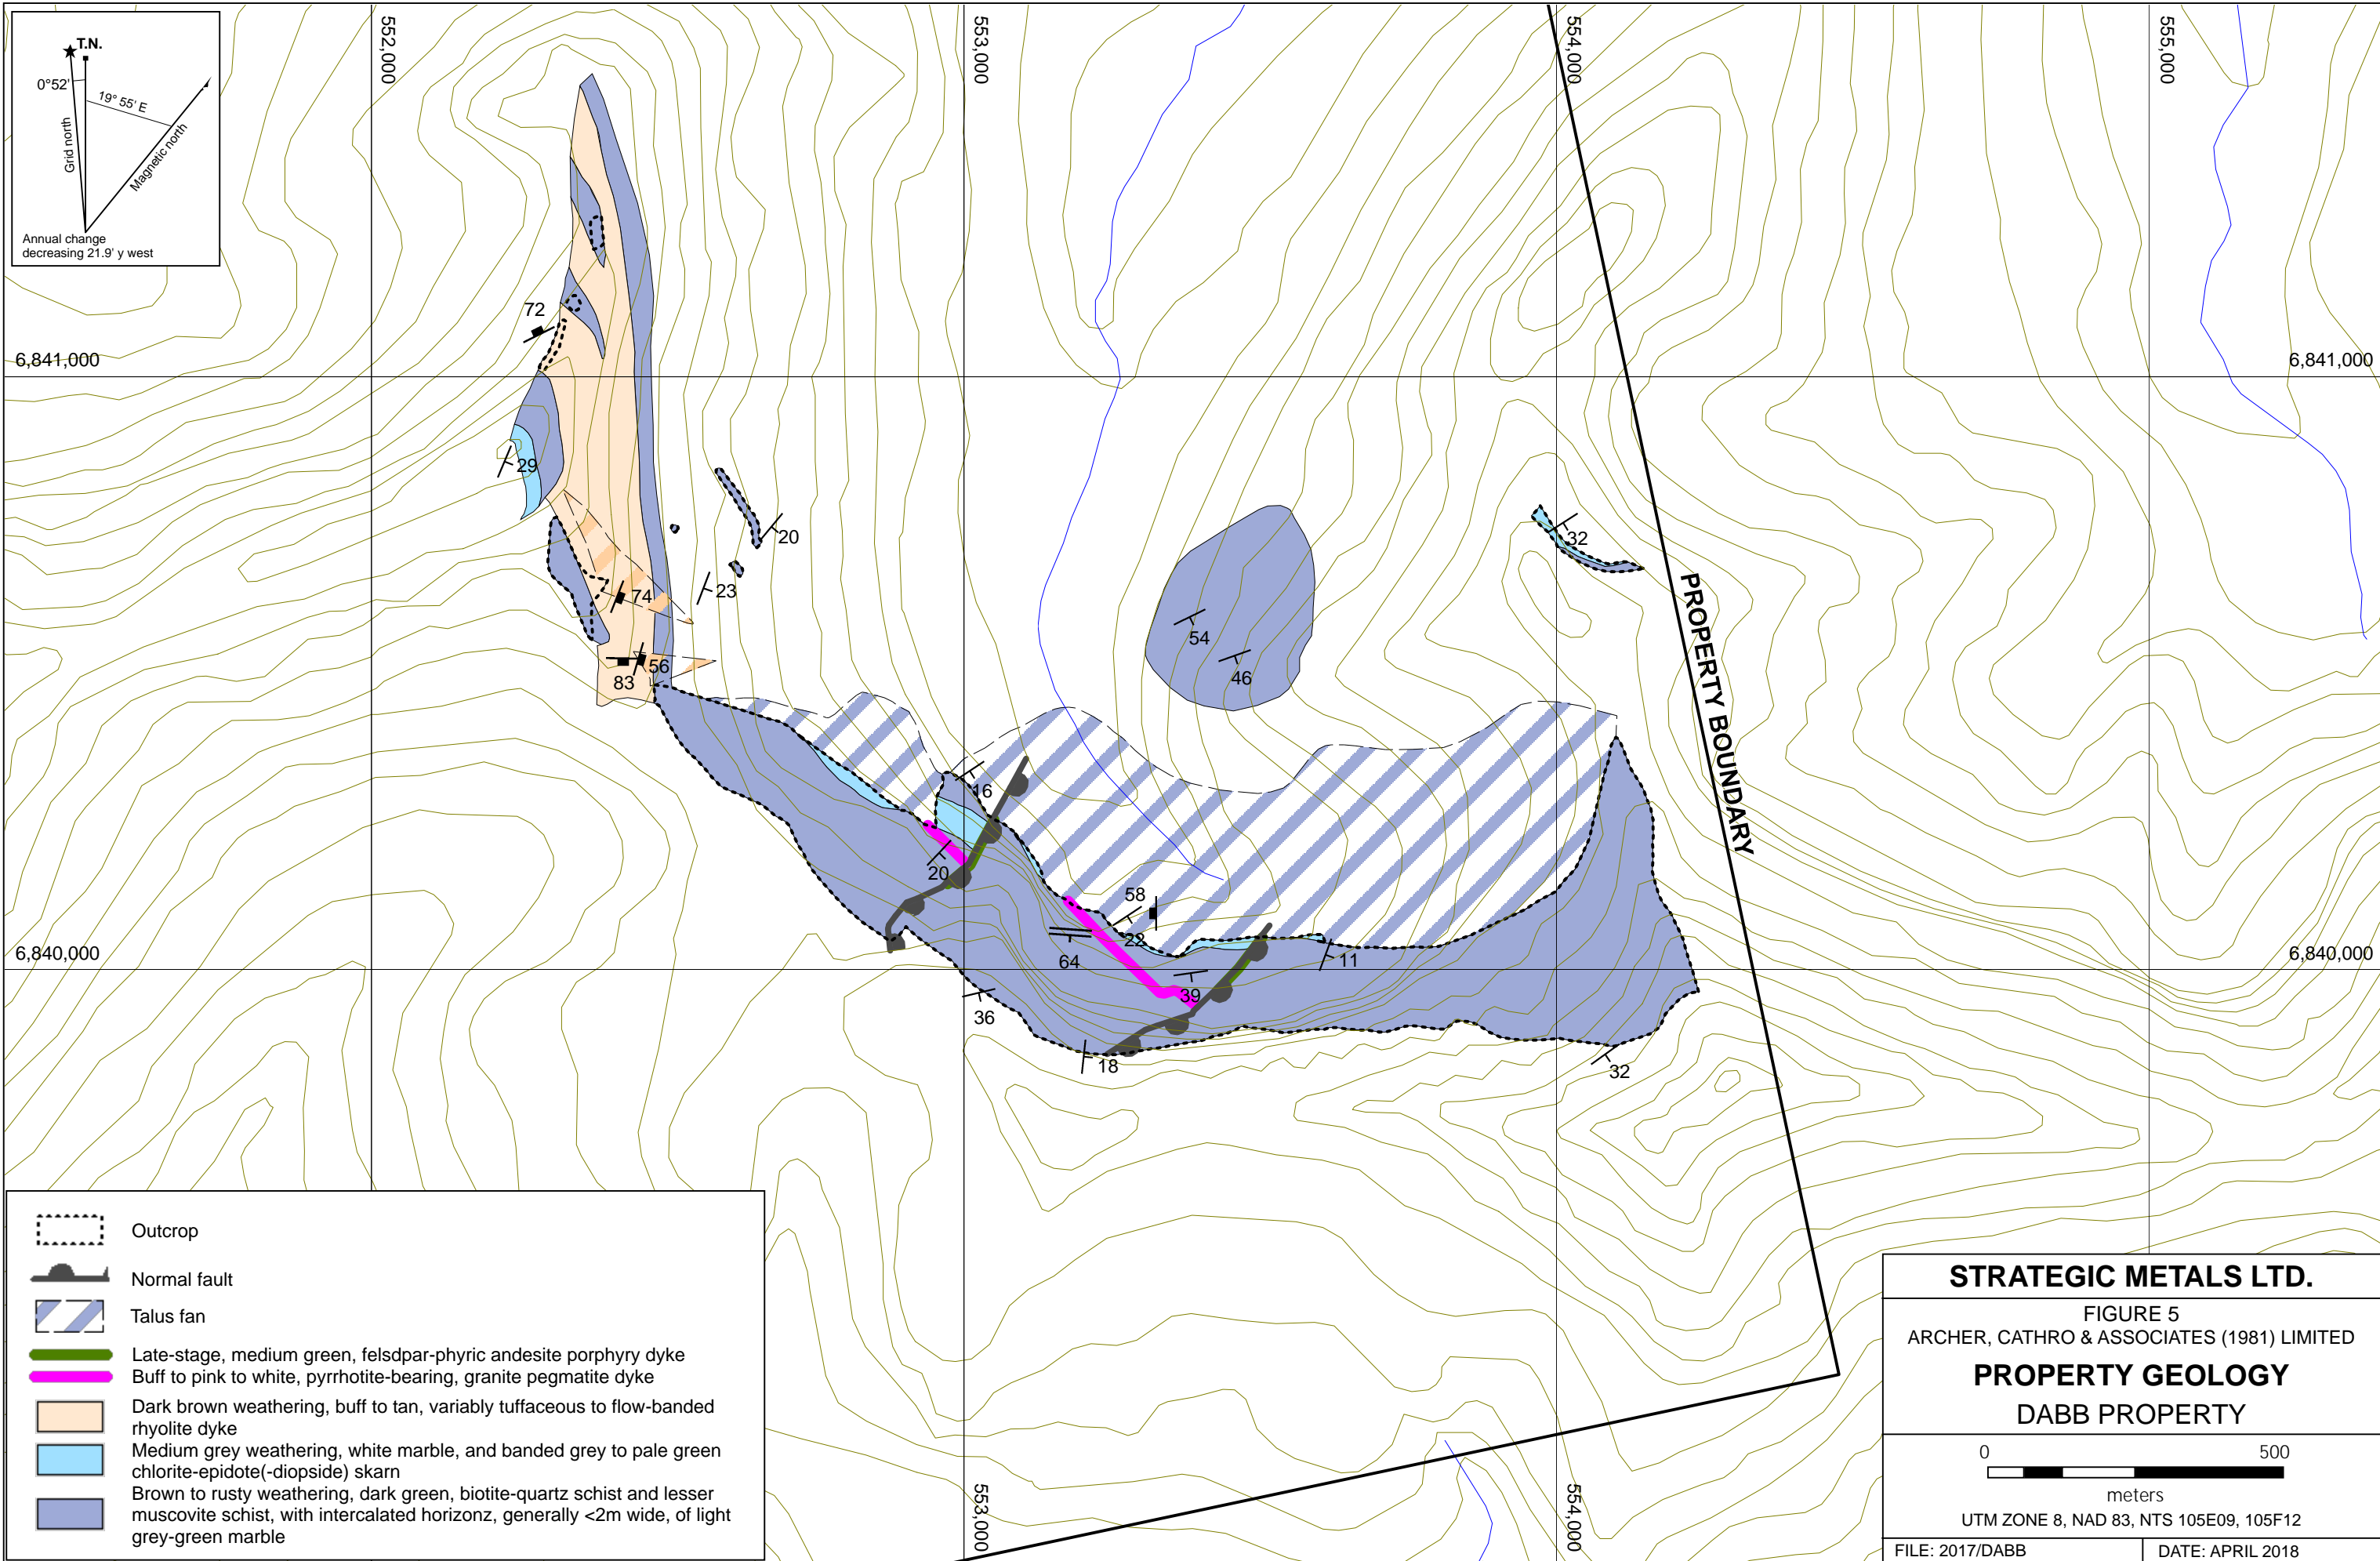 T.N.
0°52'
19° 55' E
Grid north
Magnetic north
Annual change
decreasing 21.9' y west
552,000
553,000
554,000
555,000
72
6,841,000
6,841,000
29
20
32
23
74
54
56
46
83
PROPERTY BOUNDARY
16
20
58
22
6,840,000
6,840,000
64
11
39
36
18
32
553,000
554,000
Outcrop
Normal fault
Talus fan
Late-stage, medium green, felsdpar-phyric andesite porphyry dyke
Buff to pink to white, pyrrhotite-bearing, granite pegmatite dyke
Dark brown weathering, buff to tan, variably tuffaceous to flow-banded
rhyolite dyke
Medium grey weathering, white marble, and banded grey to pale green
chlorite-epidote(-diopside) skarn
Brown to rusty weathering, dark green, biotite-quartz schist and lesser
muscovite schist, with intercalated horizonz, generally <2m wide, of light
grey-green marble
STRATEGIC METALS LTD.
FIGURE 5
ARCHER, CATHRO & ASSOCIATES (1981) LIMITED
PROPERTY GEOLOGY
DABB PROPERTY
0 500
meters
UTM ZONE 8, NAD 83, NTS 105E09, 105F12
FILE: 2017/DABB DATE: APRIL 2018